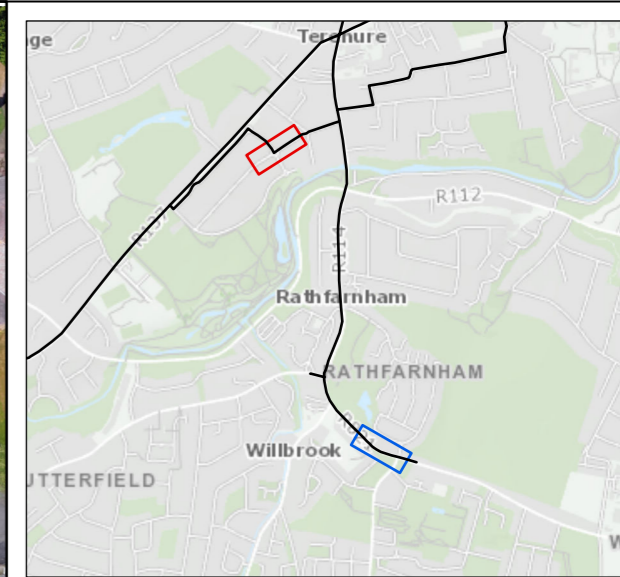 ge
Terenure
R112
R114
Rathfarnham
RATHFARNHAM
Willbrook
UTTERFIELD
W